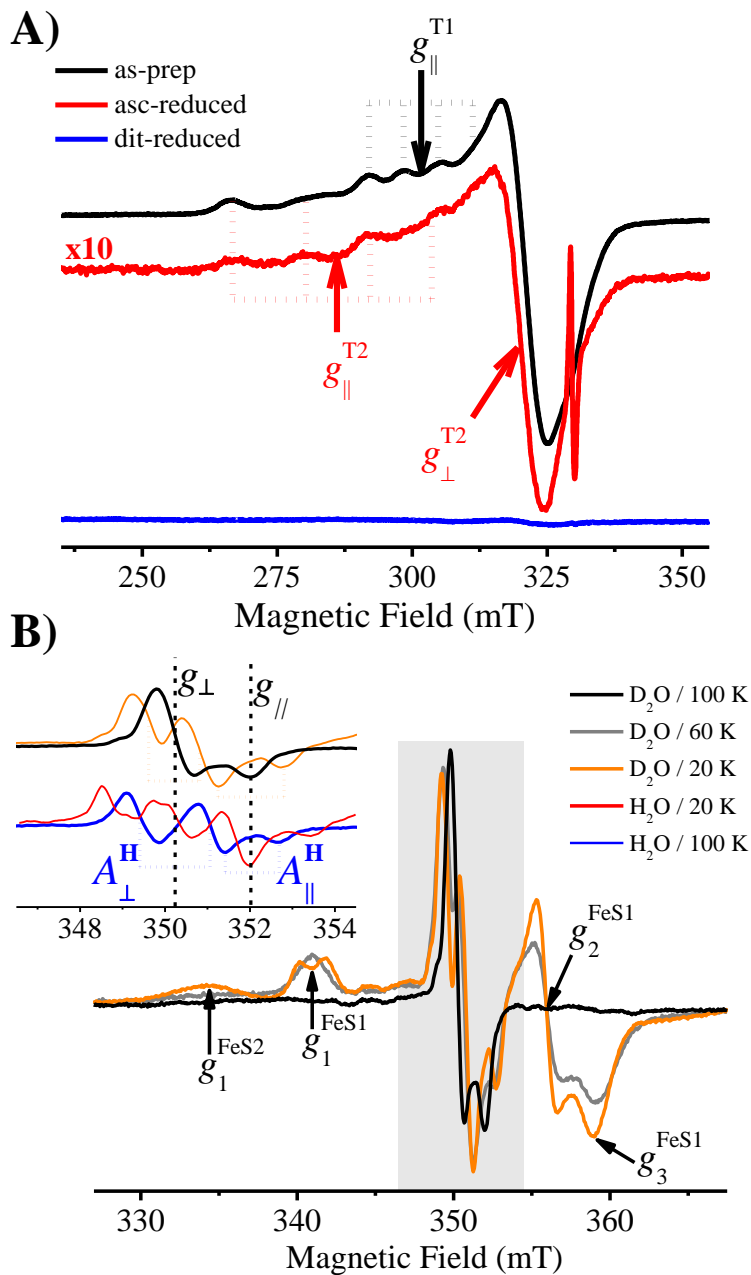 A)
as-prep
asc-reduced
dit-reduced
g∥T1
x10
g∥T2
g⊥T2
250 275 300 325 350
Magnetic Field (mT)
B)
g⊥
g//
A⊥H
A∥H
348 350 352 354
D2O / 100 K
D2O / 60 K
D2O / 20 K
H2O / 20 K
H2O / 100 K
g1FeS2
g1FeS1
g2FeS1
g3FeS1
330 340 350 360
Magnetic Field (mT)